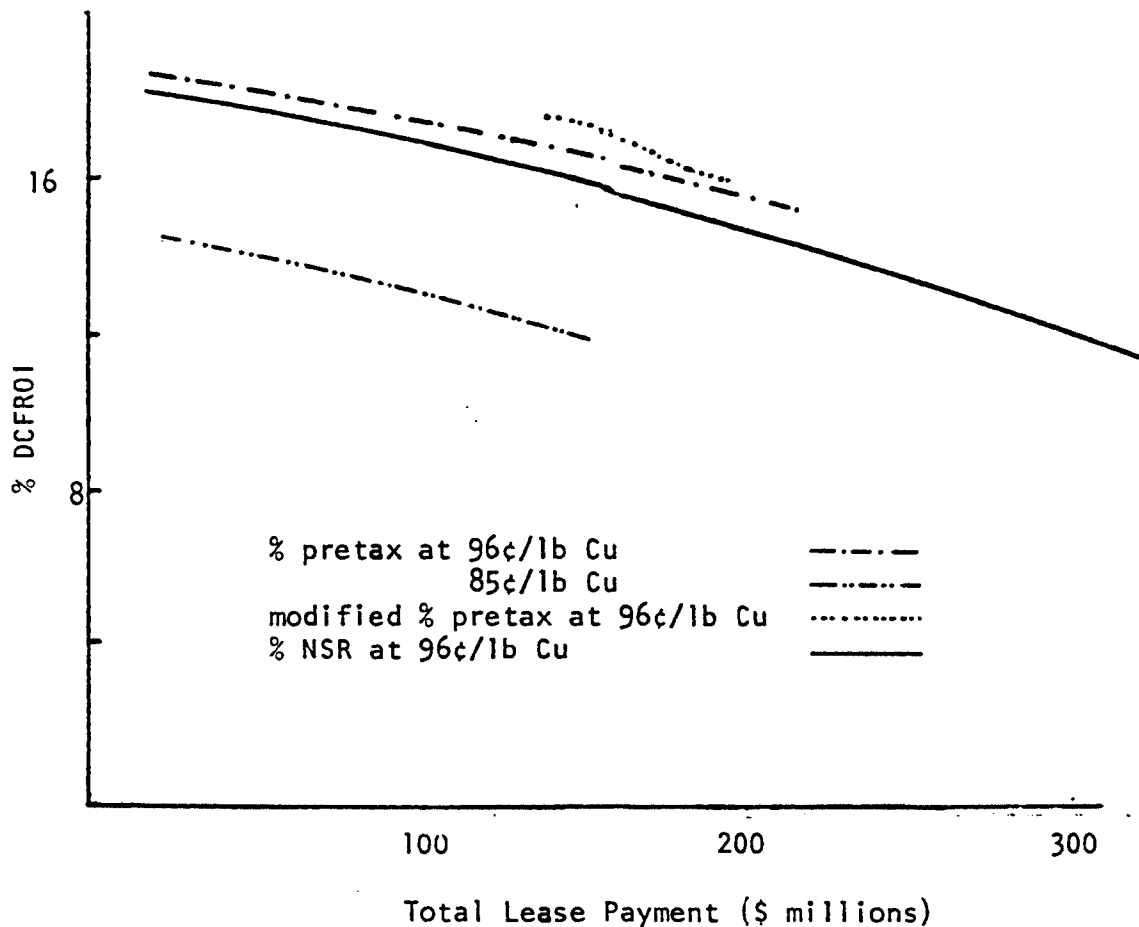 16
% DCFROI
8
% pretax at 96¢/lb Cu
85¢/lb Cu
modified % pretax at 96¢/lb Cu
% NSR at 96¢/lb Cu
100
200
300
Total Lease Payment ($ millions)